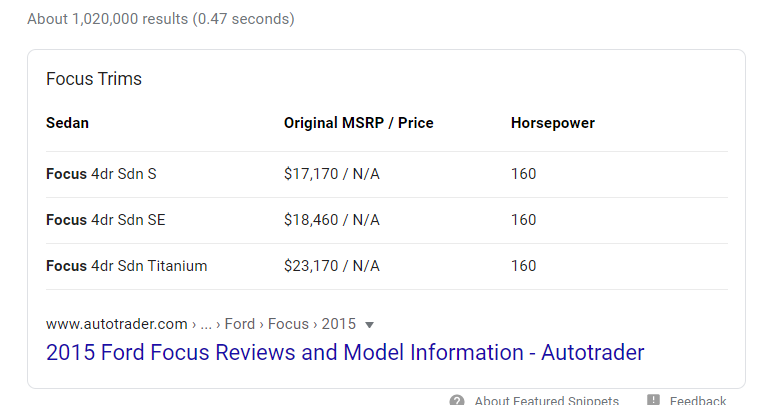 About 1,020,000 results (0.47 seconds)
Focus Trims
Sedan Original MSRP / Price Horsepower
Focus 4dr Sdn S $17,170 / N/A 160
Focus 4dr Sdn SE $18,460 / N/A 160
Focus 4dr Sdn Titanium $23,170 / N/A 160
www.autotrader.com › ... › Ford › Focus › 2015
2015 Ford Focus Reviews and Model Information - Autotrader
About Featured Snippets Feedback